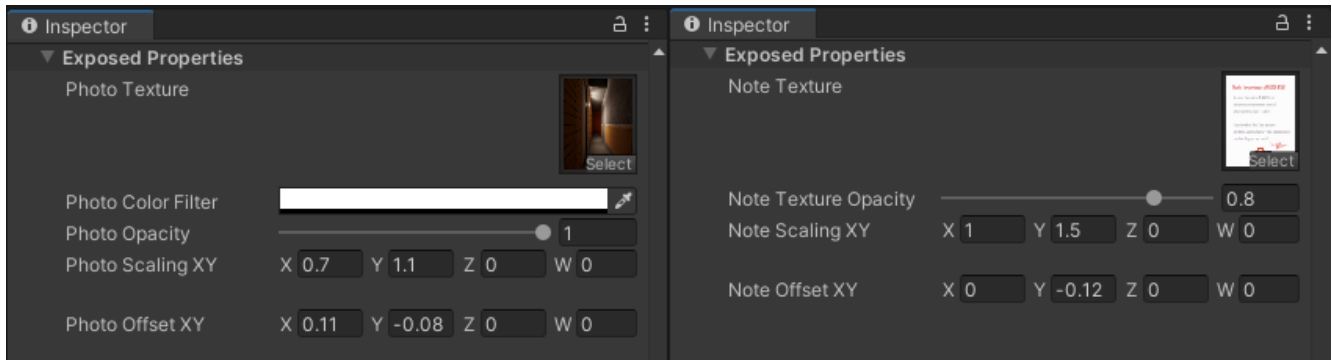 Inspector
Exposed Properties
Photo Texture
Select
Photo Color Filter
Photo Opacity 1
Photo Scaling XY X 0.7 Y 1.1 Z 0 W 0
Photo Offset XY X 0.11 Y -0.08 Z 0 W 0
Inspector
Exposed Properties
Note Texture
Select
Note Texture Opacity 0.8
Note Scaling XY X 1 Y 1.5 Z 0 W 0
Note Offset XY X 0 Y -0.12 Z 0 W 0